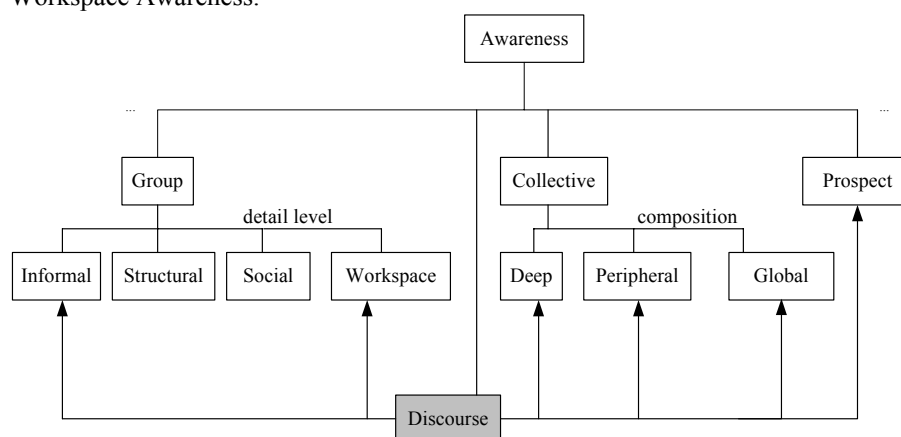 Workspace Awareness.
Awareness
... ...
Group Collective Prospect
detail level composition
Informal Structural Social Workspace Deep Peripheral Global
Discourse